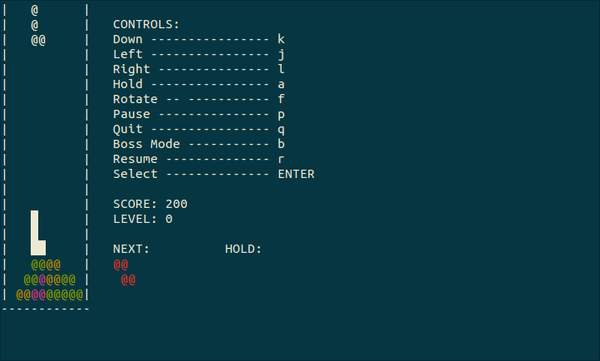 |   @      |
|   @      |   CONTROLS:
|   @@     |   Down ---------------- k
|          |   Left ---------------- j
|          |   Right --------------- l
|          |   Hold ---------------- a
|          |   Rotate -- ----------- f
|          |   Pause --------------- p
|          |   Quit ---------------- q
|          |   Boss Mode ----------- b
|          |   Resume -------------- r
|          |   Select -------------- ENTER
|          |
|          |   SCORE: 200
|          |   LEVEL: 0
|          |
|          |   NEXT:          HOLD:
|   @@@@   |   @@
|  @@@@@@@ |    @@
| @@@@@@@@@|
------------